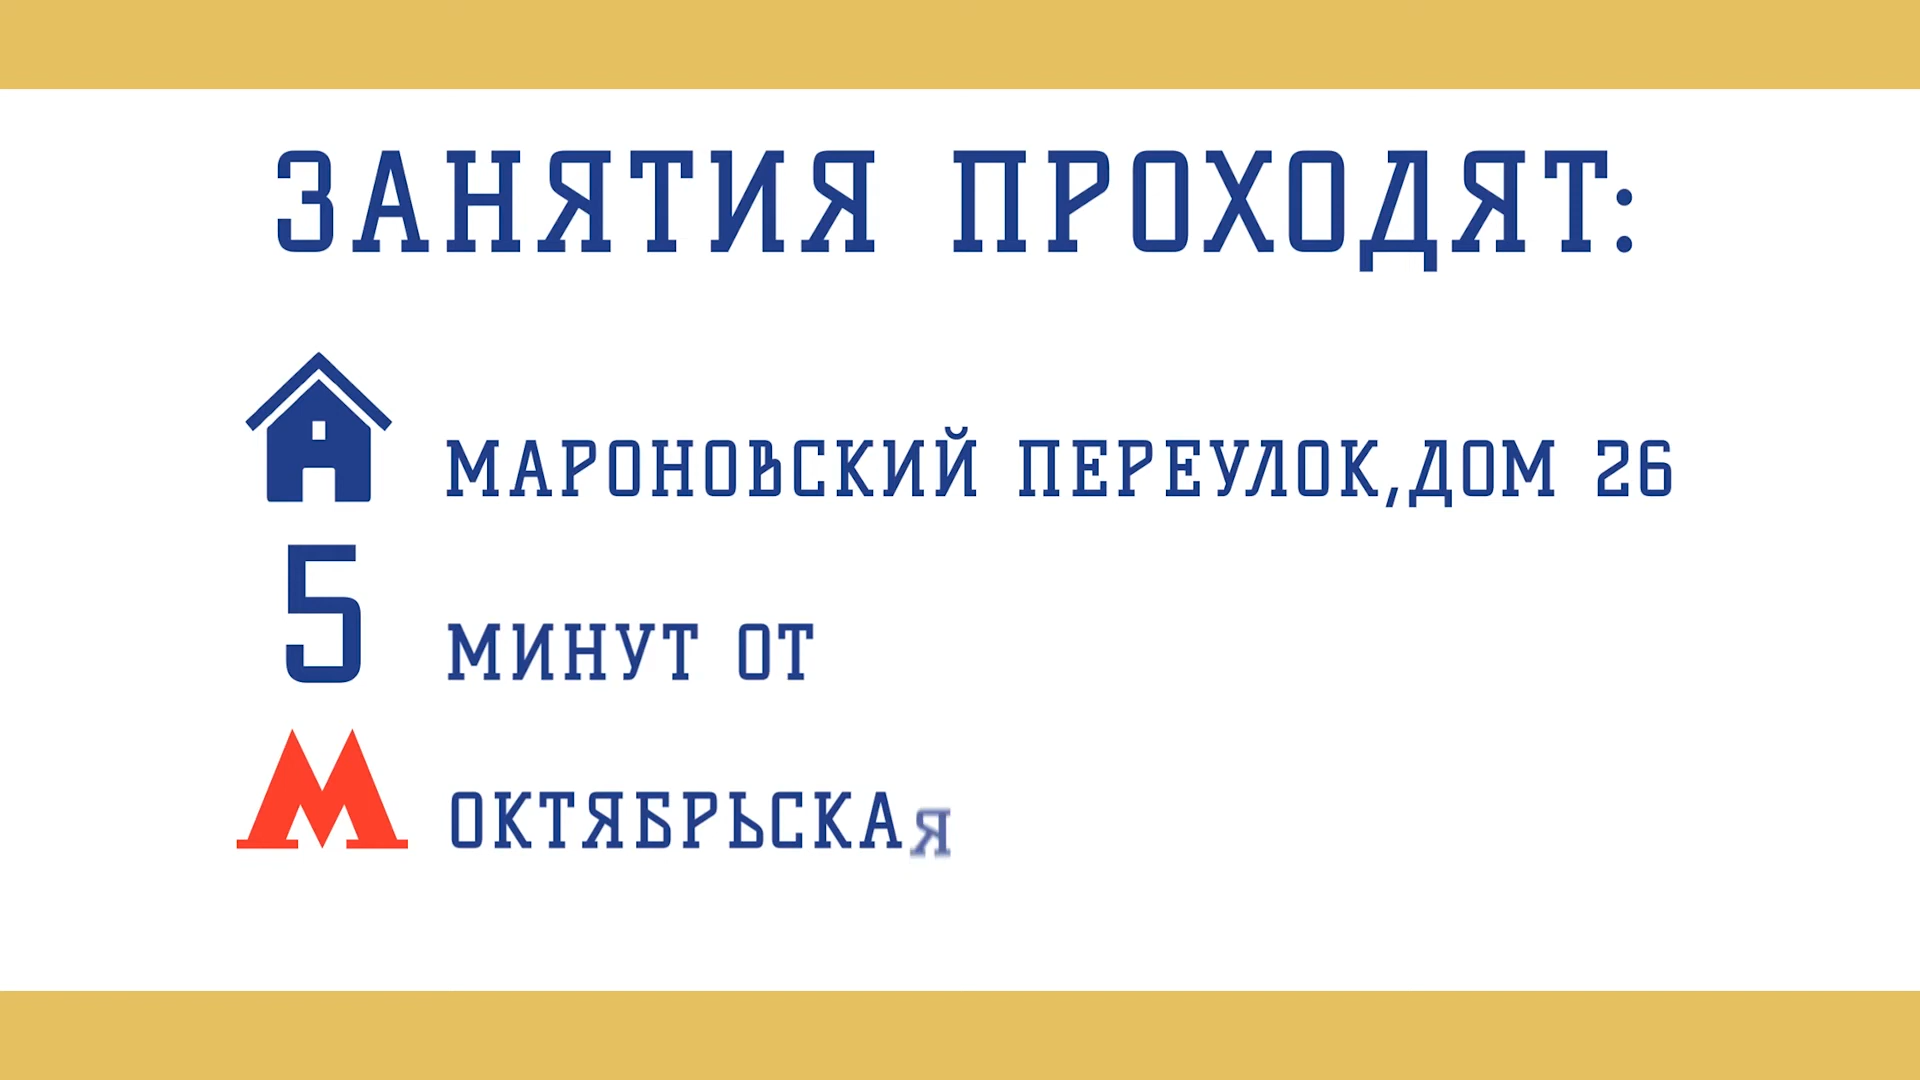 ЗАНЯТИЯ ПРОХОДЯТ:
МАРОНОВСКИЙ ПЕРЕУЛОК,ДОМ 26
5 МИНУТ ОТ
М ОКТЯБРЬСКАЯ